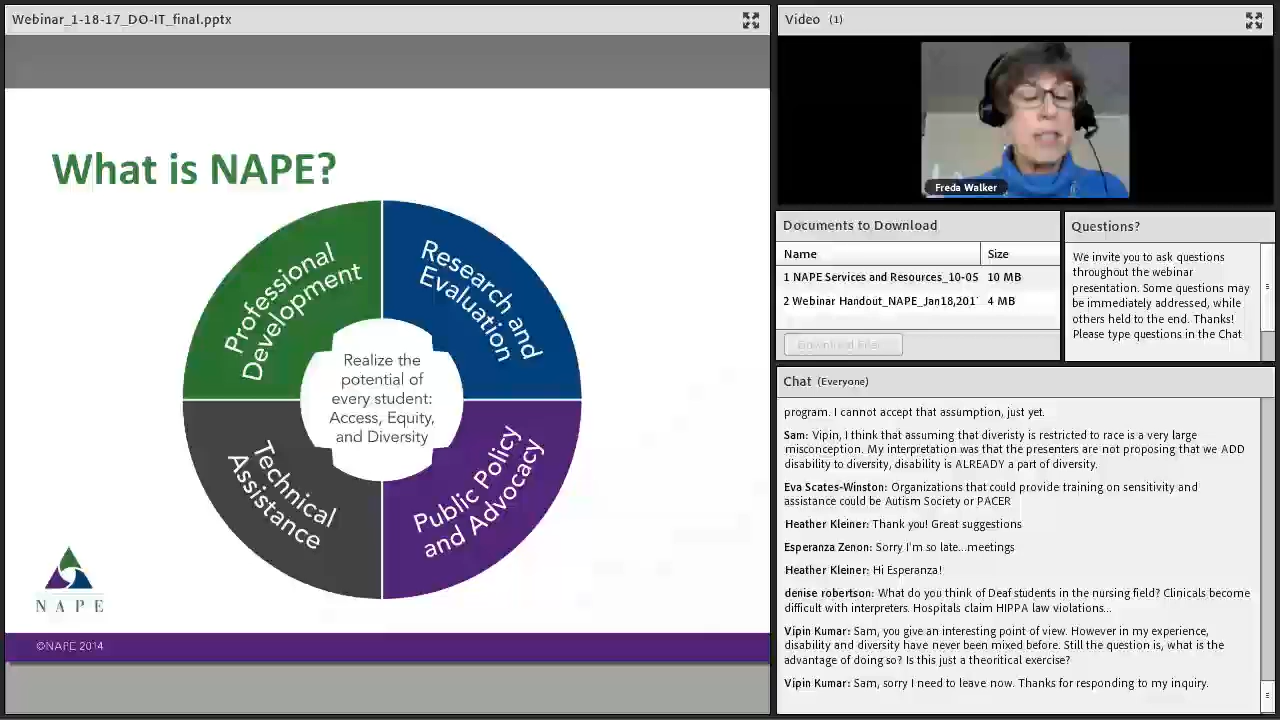 Webinar_1-18-17_DO-IT_final.pptx
What is NAPE?
Professional
Development
Research and
Evaluation
Realize the
potential of
every student:
Access, Equity,
and Diversity
Technical
Assistance
Public Policy
and Advocacy
NAPE
©NAPE 2014
Video (1)
Freda Walker
Documents to Download
Name Size
1 NAPE Services and Resources_10-05 10 MB
2 Webinar Handout_NAPE_Jan18,201 4 MB
Download File
Questions?
We invite you to ask questions
throughout the webinar
presentation. Some questions may
be immediately addressed, while
others held to the end. Thanks!
Please type questions in the Chat
Chat (Everyone)
program. I cannot accept that assumption, just yet.
Sam: Vipin, I think that assuming that diveristy is restricted to race is a very large
misconception. My interpretation was that the presenters are not proposing that we ADD
disability to diversity, disability is ALREADY a part of diversity.
Eva Scates-Winston: Organizations that could provide training on sensitivity and
assistance could be Autism Society or PACER
Heather Kleiner: Thank you! Great suggestions
Esperanza Zenon: Sorry I'm so late...meetings
Heather Kleiner: Hi Esperanza!
denise robertson: What do you think of Deaf students in the nursing field? Clinicals become
difficult with interpreters. Hospitals claim HIPPA law violations...
Vipin Kumar: Sam, you give an interesting point of view. However in my experience,
disability and diversity have never been mixed before. Still the question is, what is the
advantage of doing so? Is this just a theoritical exercise?
Vipin Kumar: Sam, sorry I need to leave now. Thanks for responding to my inquiry.